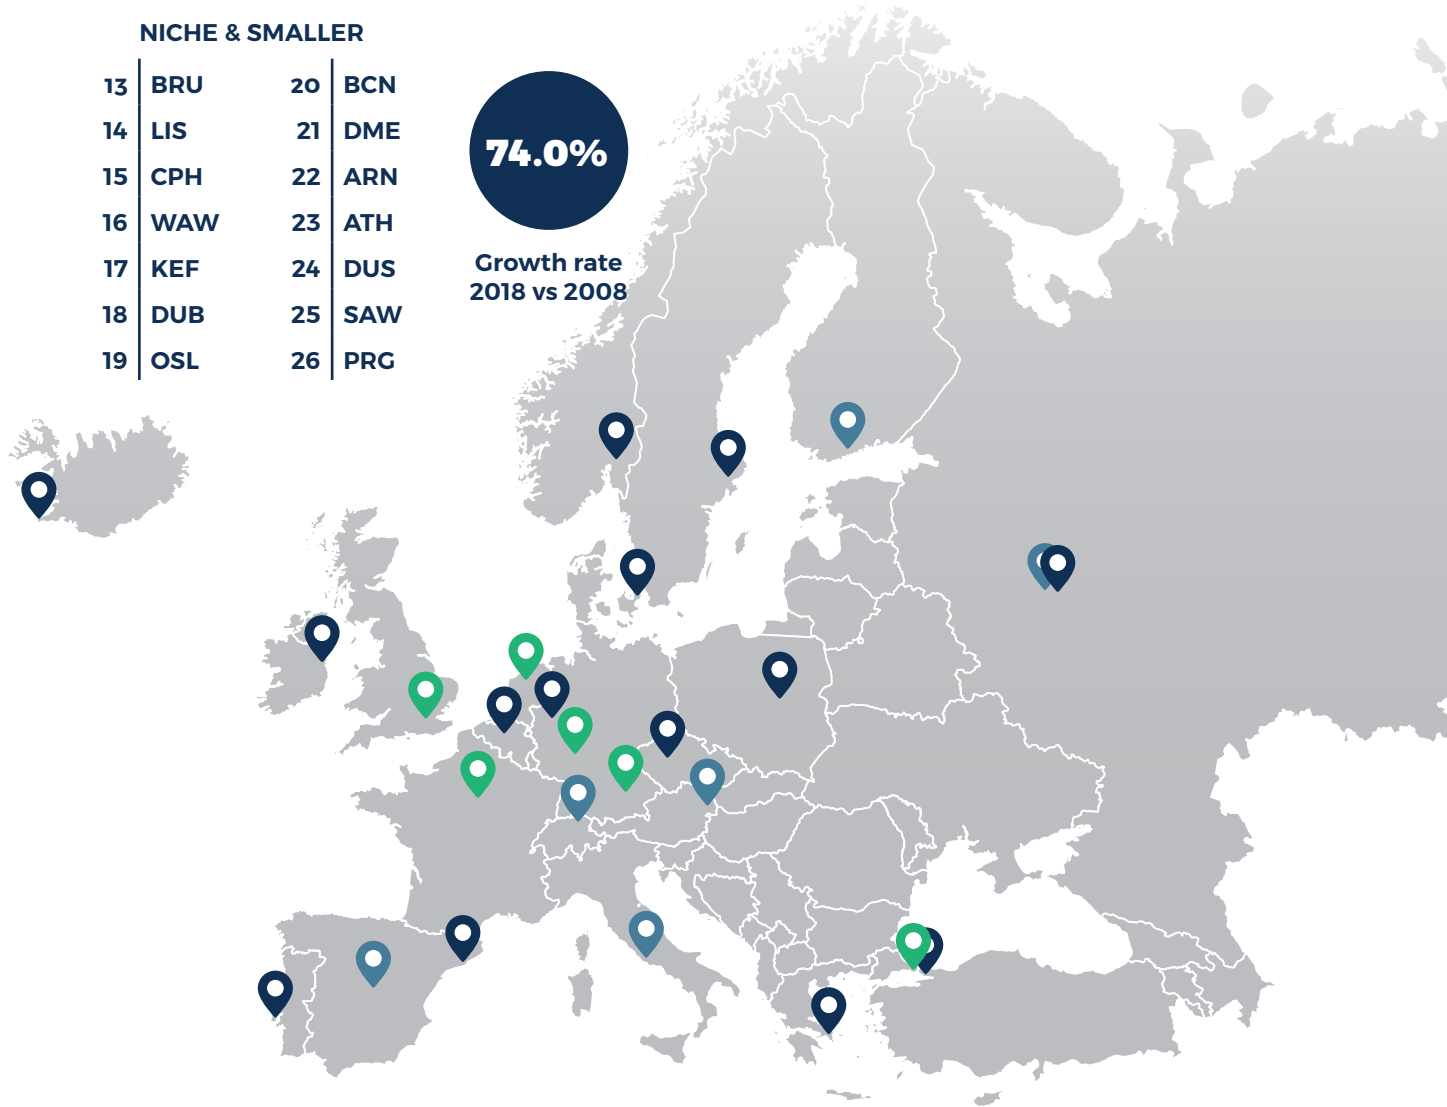 NICHE & SMALLER
13 BRU 20 BCN
14 LIS 21 DME
15 CPH 22 ARN
16 WAW 23 ATH
17 KEF 24 DUS
18 DUB 25 SAW
19 OSL 26 PRG
74.0%
Growth rate
2018 vs 2008